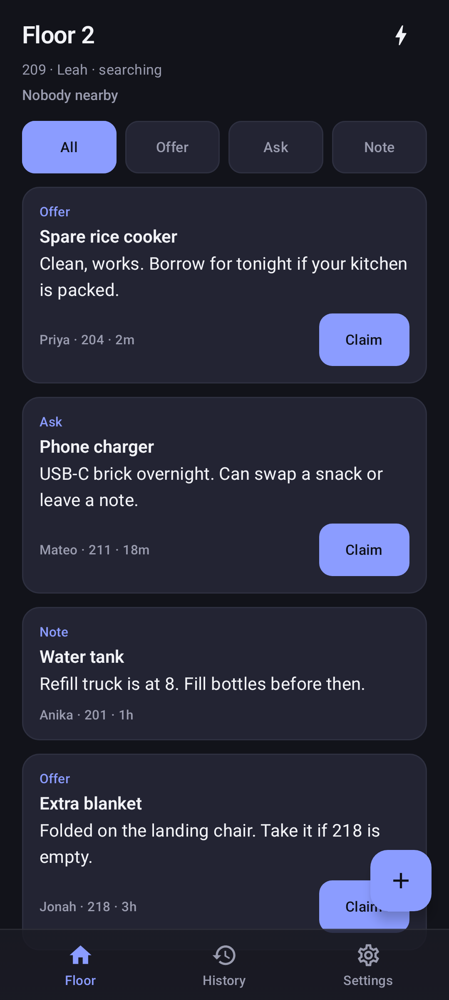 Floor 2
209 · Leah · searching
Nobody nearby
All
Offer
Ask
Note
Offer
Spare rice cooker
Clean, works. Borrow for tonight if your kitchen
is packed.
Priya · 204 · 2m
Claim
Ask
Phone charger
USB-C brick overnight. Can swap a snack or
leave a note.
Mateo · 211 · 18m
Claim
Note
Water tank
Refill truck is at 8. Fill bottles before then.
Anika · 201 · 1h
Offer
Extra blanket
Folded on the landing chair. Take it if 218 is
empty.
Jonah · 218 · 3h
Claim
Floor
History
Settings